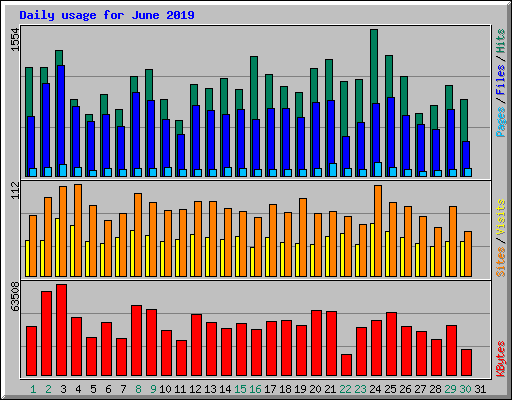 Daily usage for June 2019
1554
Pages / Files / Hits
112
Sites / Visits
63508
KBytes
1 2 3 4 5 6 7 8 9 10 11 12 13 14 15 16 17 18 19 20 21 22 23 24 25 26 27 28 29 30 31